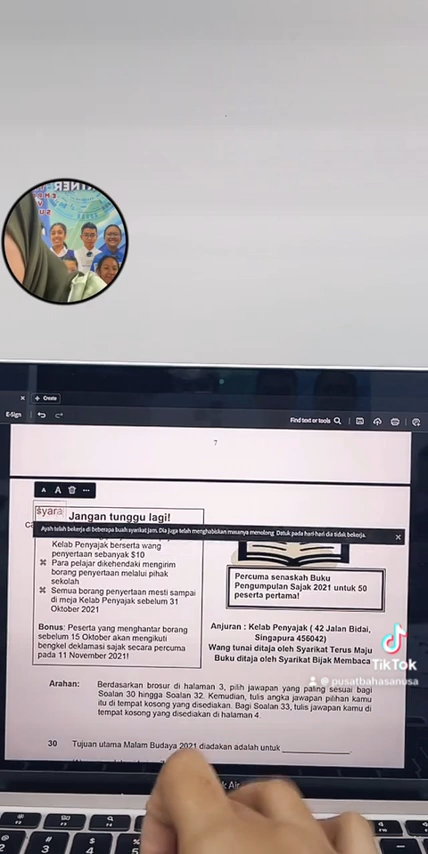 Create
E-Sign
Find text or tools
7
syara
Jangan tunggu lagi!
Ayah telah bekerja di beberapa buah syarikat jam. Dia juga telah menghabiskan masanya menolong Datuk pada hari-hari dia tidak bekerja.
Kelab Penyajak berserta wang
penyertaan sebanyak $10
⌘ Para pelajar dikehendaki mengirim
borang penyertaan melalui pihak
sekolah
⌘ Semua borang penyertaan mesti sampai
di meja Kelab Penyajak sebelum 31
Oktober 2021
Bonus: Peserta yang menghantar borang
sebelum 15 Oktober akan mengikuti
bengkel deklamasi sajak secara percuma
pada 11 November 2021!
Percuma senaskah Buku
Pengumpulan Sajak 2021 untuk 50
peserta pertama!
Anjuran : Kelab Penyajak ( 42 Jalan Bidai,
Singapura 456042)
Wang tunai ditaja oleh Syarikat Terus Maju
Buku ditaja oleh Syarikat Bijak Membaca
TikTok
@pusatbahasanusa
Arahan: Berdasarkan brosur di halaman 3, pilih jawapan yang paling sesuai bagi
Soalan 30 hingga Soalan 32. Kemudian, tulis angka jawapan pilihan kamu
itu di tempat kosong yang disediakan. Bagi Soalan 33, tulis jawapan kamu di
tempat kosong yang disediakan di halaman 4.
30 Tujuan utama Malam Budaya 2021 diadakan adalah untuk ____________